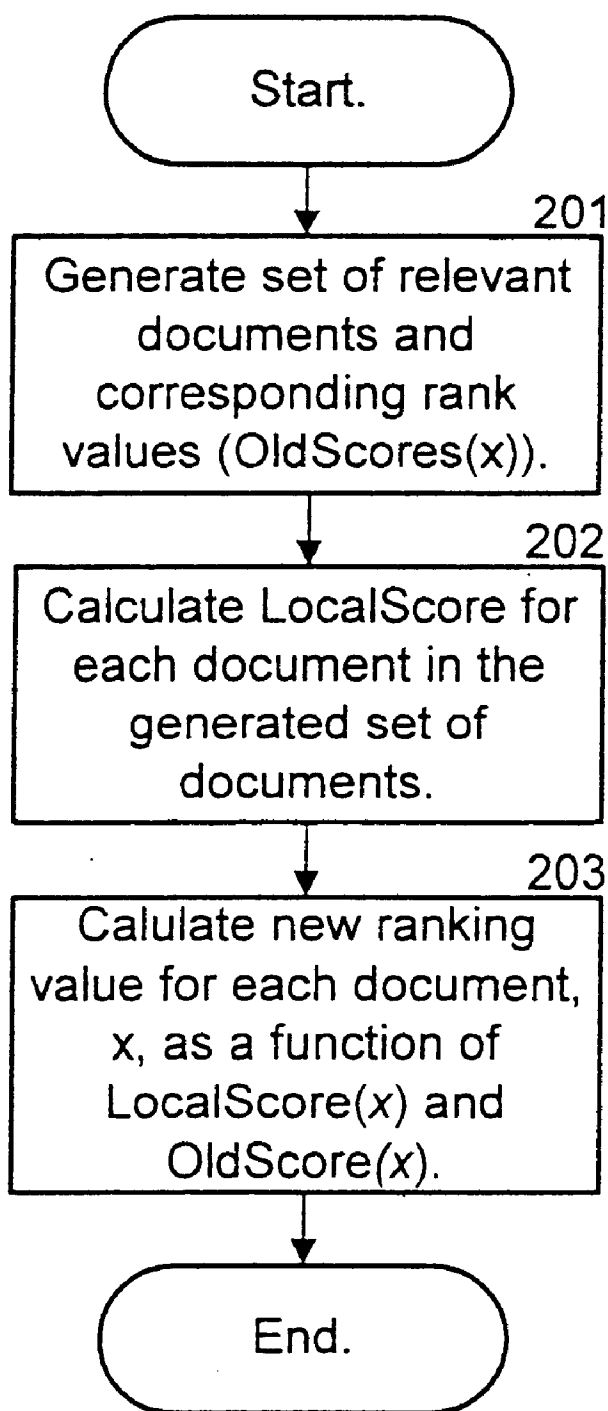 Start.
201
Generate set of relevant
documents and
corresponding rank
values (OldScores(x)).
202
Calculate LocalScore for
each document in the
generated set of
documents.
203
Calulate new ranking
value for each document,
x, as a function of
LocalScore(x) and
OldScore(x).
End.